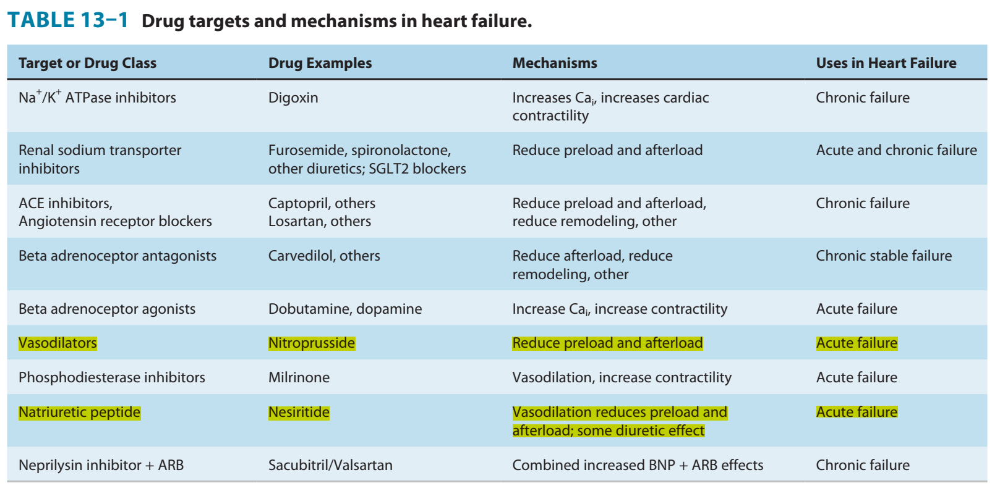 TABLE 13–1 Drug targets and mechanisms in heart failure.
Target or Drug Class Drug Examples Mechanisms Uses in Heart Failure
Na⁺/K⁺ ATPase inhibitors Digoxin Increases Caᵢ, increases cardiac Chronic failure
contractility
Renal sodium transporter Furosemide, spironolactone, Reduce preload and afterload Acute and chronic failure
inhibitors other diuretics; SGLT2 blockers
ACE inhibitors, Captopril, others Reduce preload and afterload, Chronic failure
Angiotensin receptor blockers Losartan, others reduce remodeling, other
Beta adrenoceptor antagonists Carvedilol, others Reduce afterload, reduce Chronic stable failure
remodeling, other
Beta adrenoceptor agonists Dobutamine, dopamine Increase Caᵢ, increase contractility Acute failure
Vasodilators Nitroprusside Reduce preload and afterload Acute failure
Phosphodiesterase inhibitors Milrinone Vasodilation, increase contractility Acute failure
Natriuretic peptide Nesiritide Vasodilation reduces preload and Acute failure
afterload; some diuretic effect
Neprilysin inhibitor + ARB Sacubitril/Valsartan Combined increased BNP + ARB effects Chronic failure